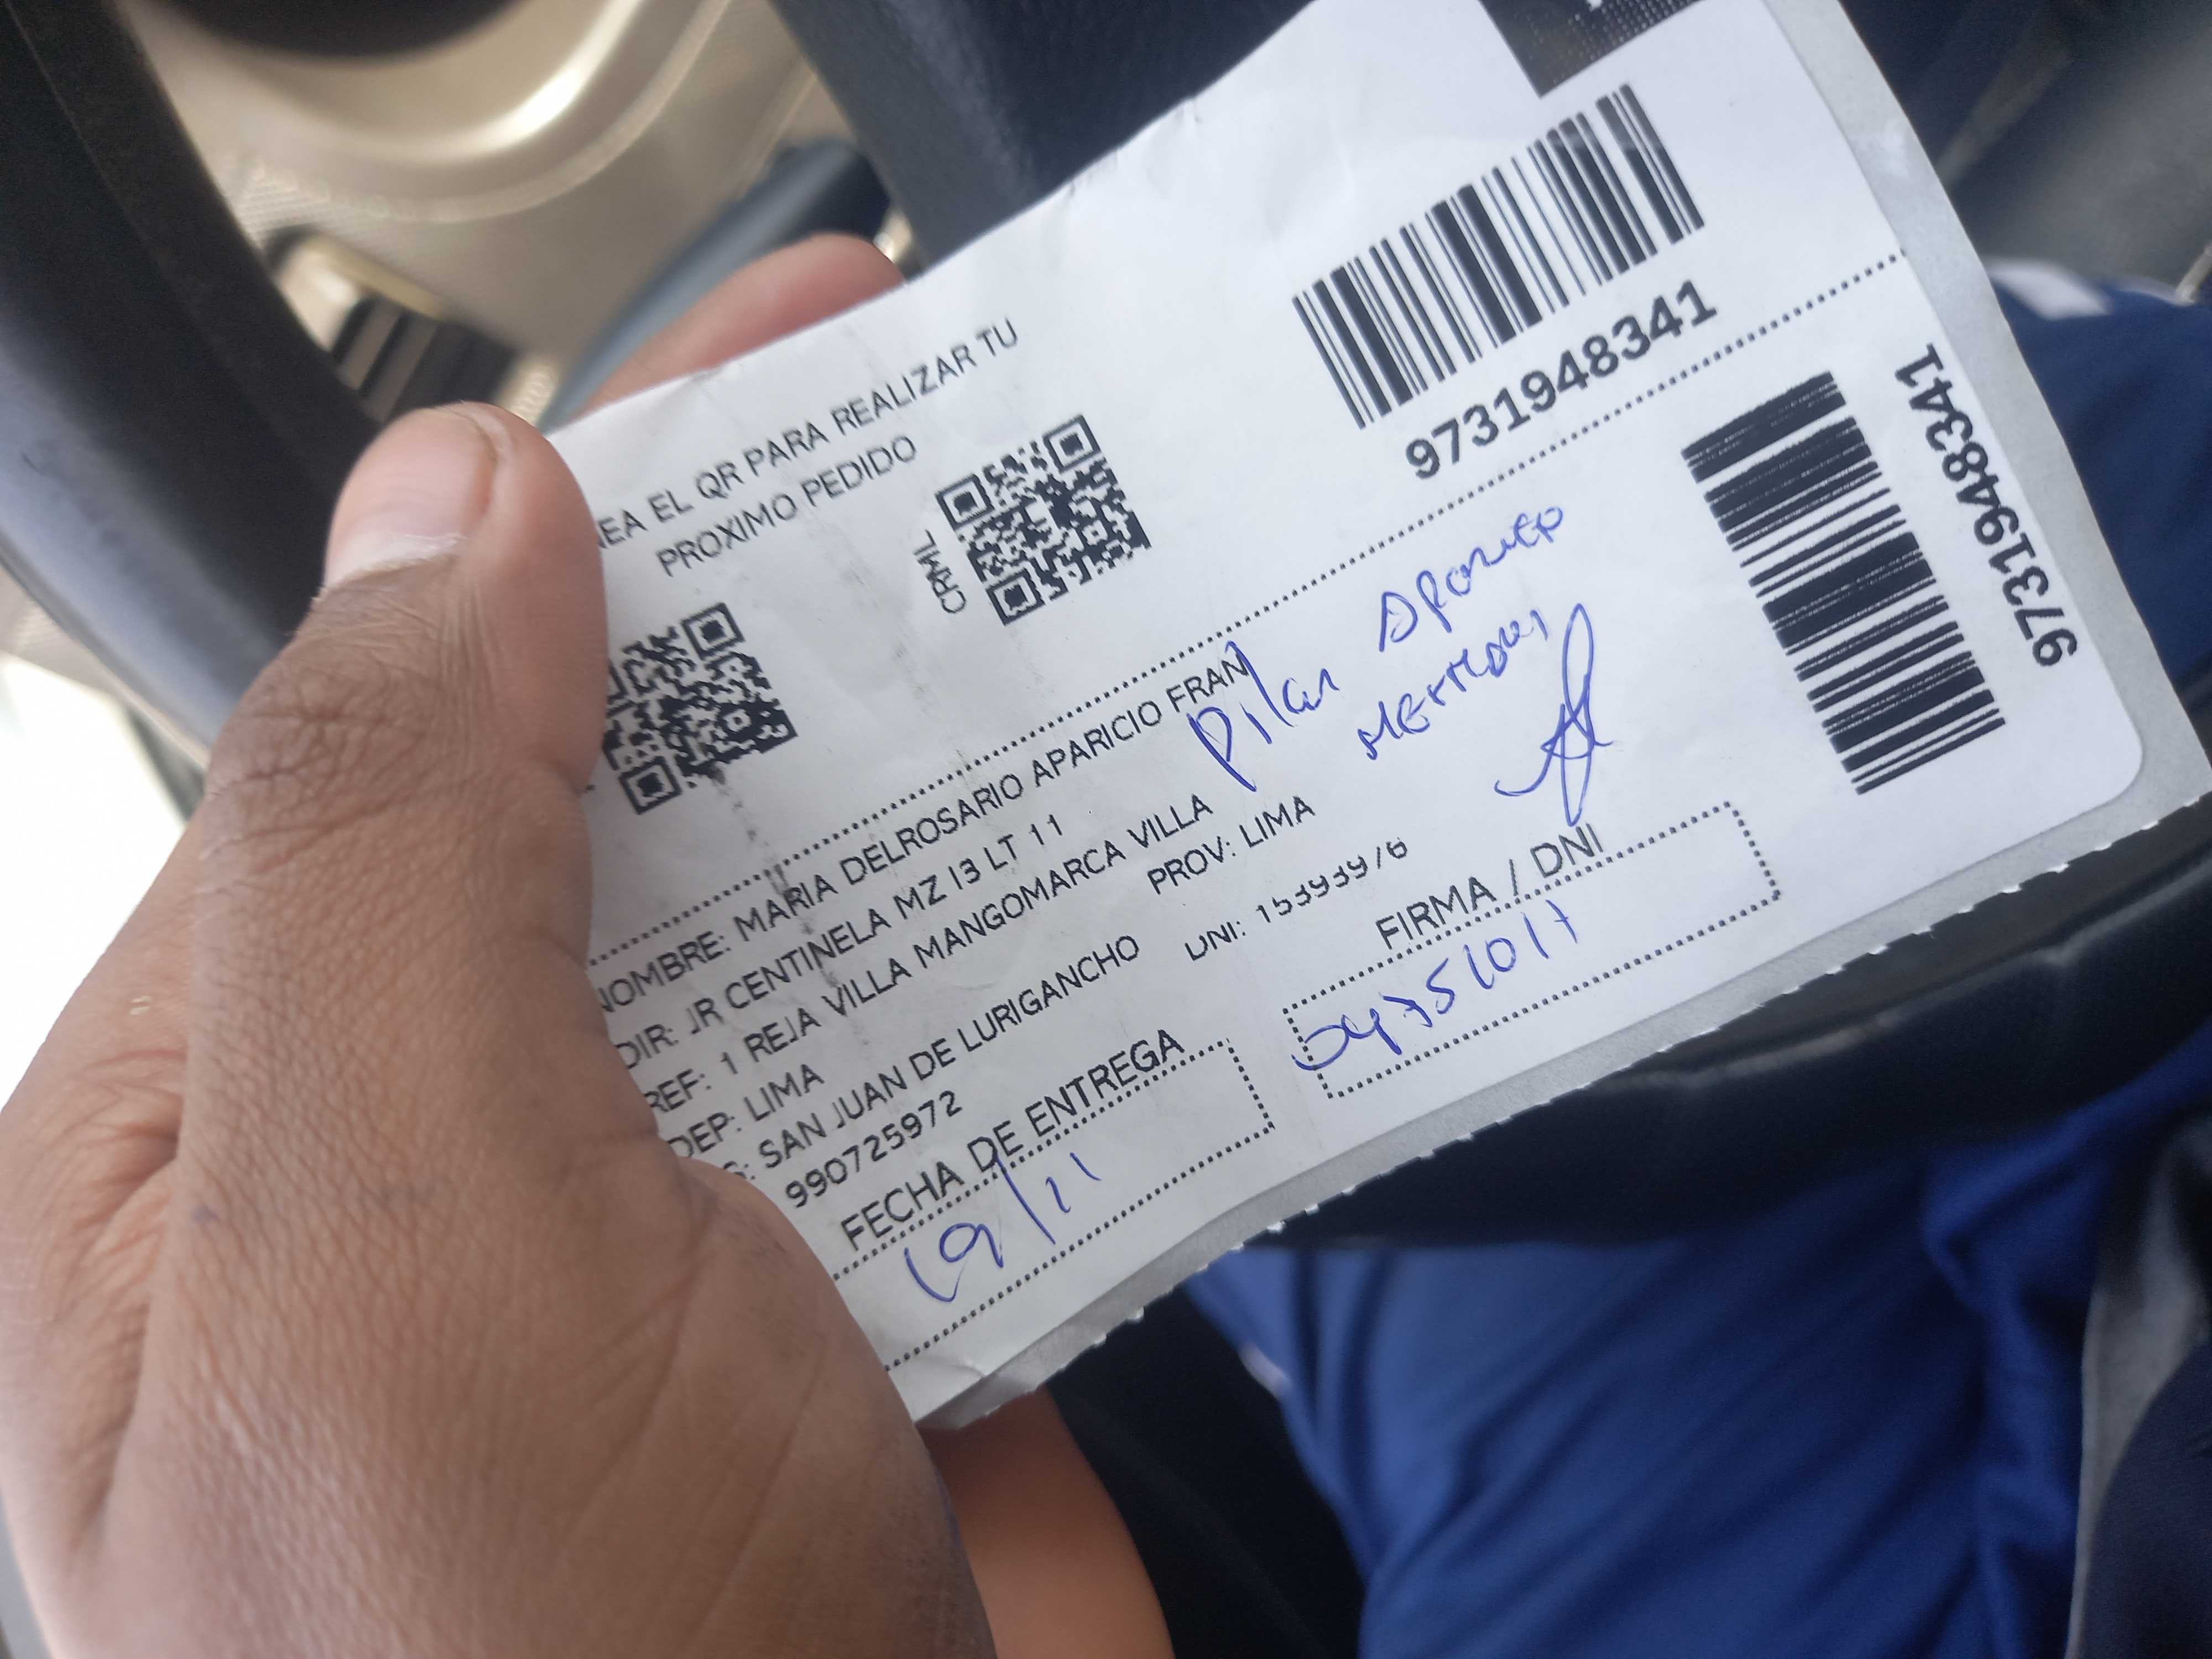 EA EL QR PARA REALIZAR TU
PROXIMO PEDIDO
CRML
9731948341
9731948341
NOMBRE: MARIA DELROSARIO APARICIO FRAN
DIR: JR CENTINELA MZ I3 LT 11
REF: 1 REJA VILLA MANGOMARCA VILLA
DEP: LIMA PROV: LIMA
S: SAN JUAN DE LURIGANCHO
990725972 DNI:
Pilar
FECHA DE ENTREGA
19/11
FIRMA / DNI